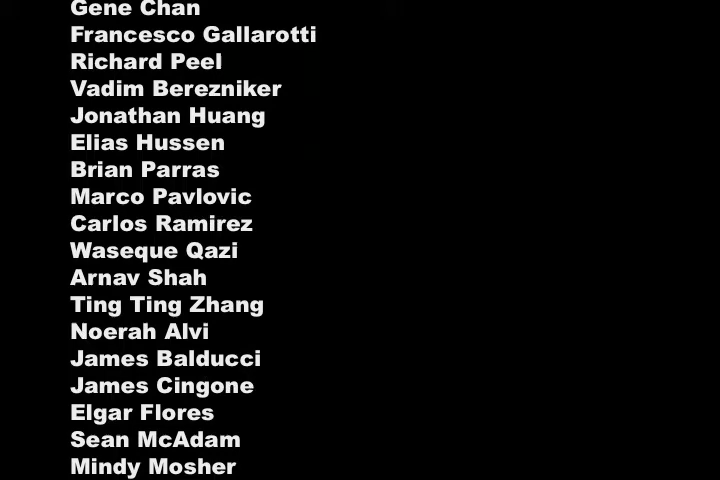 Gene Chan
Francesco Gallarotti
Richard Peel
Vadim Berezniker
Jonathan Huang
Elias Hussen
Brian Parras
Marco Pavlovic
Carlos Ramirez
Waseque Qazi
Arnav Shah
Ting Ting Zhang
Noerah Alvi
James Balducci
James Cingone
Elgar Flores
Sean McAdam
Mindy Mosher